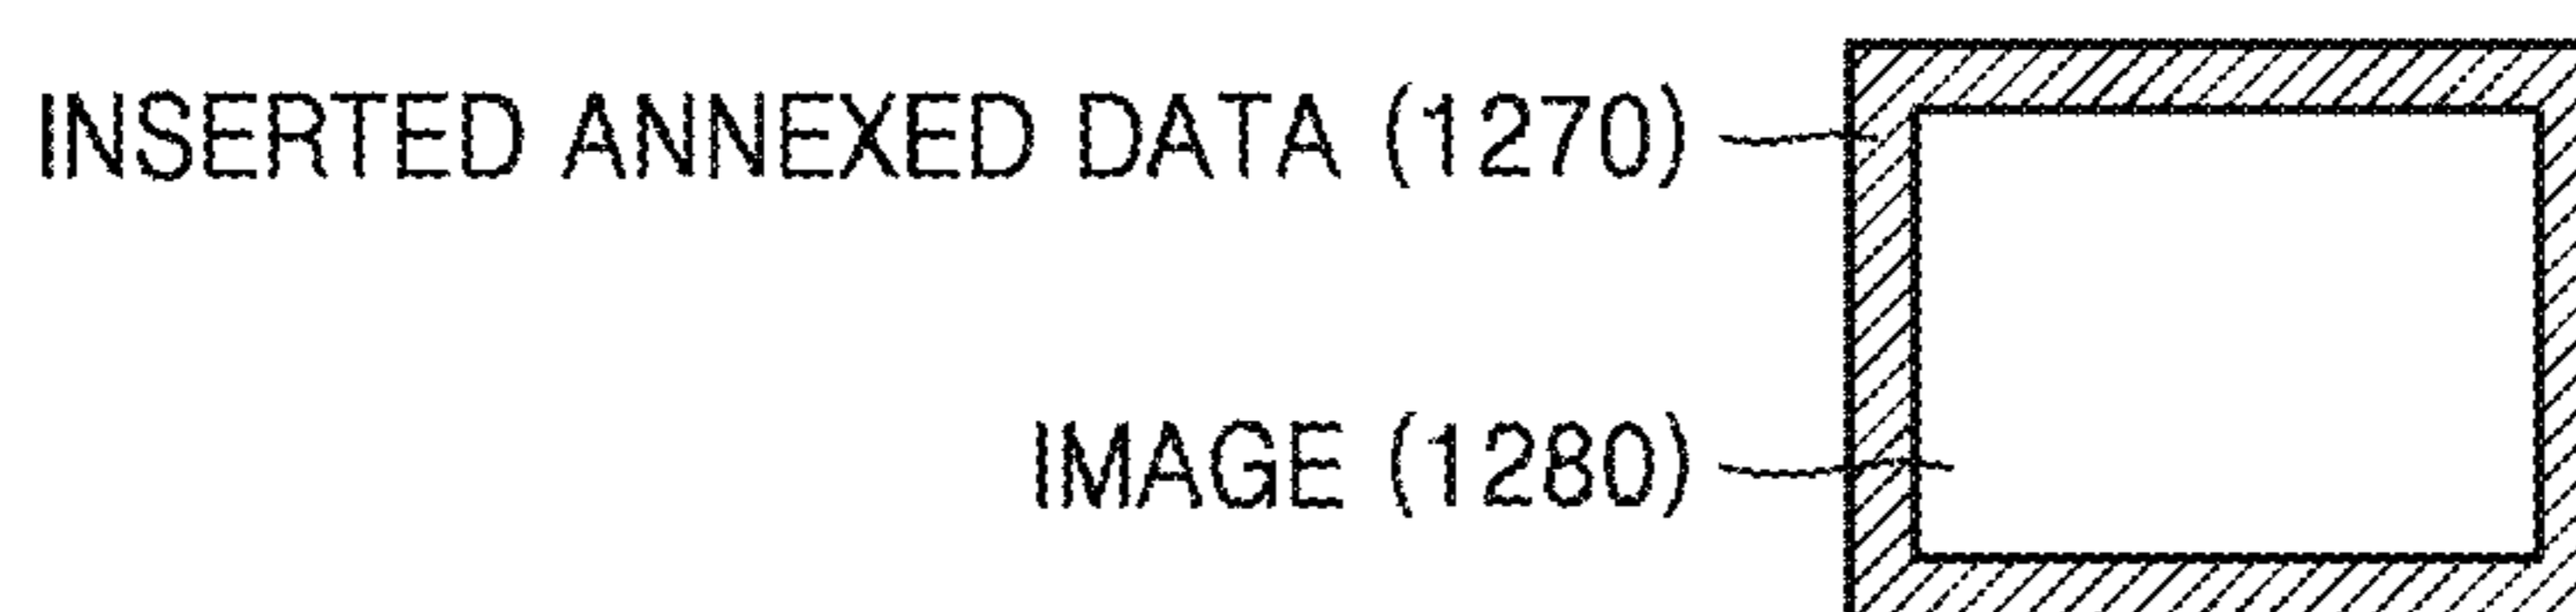 INSERTED ANNEXED DATA (1270)
IMAGE (1280)